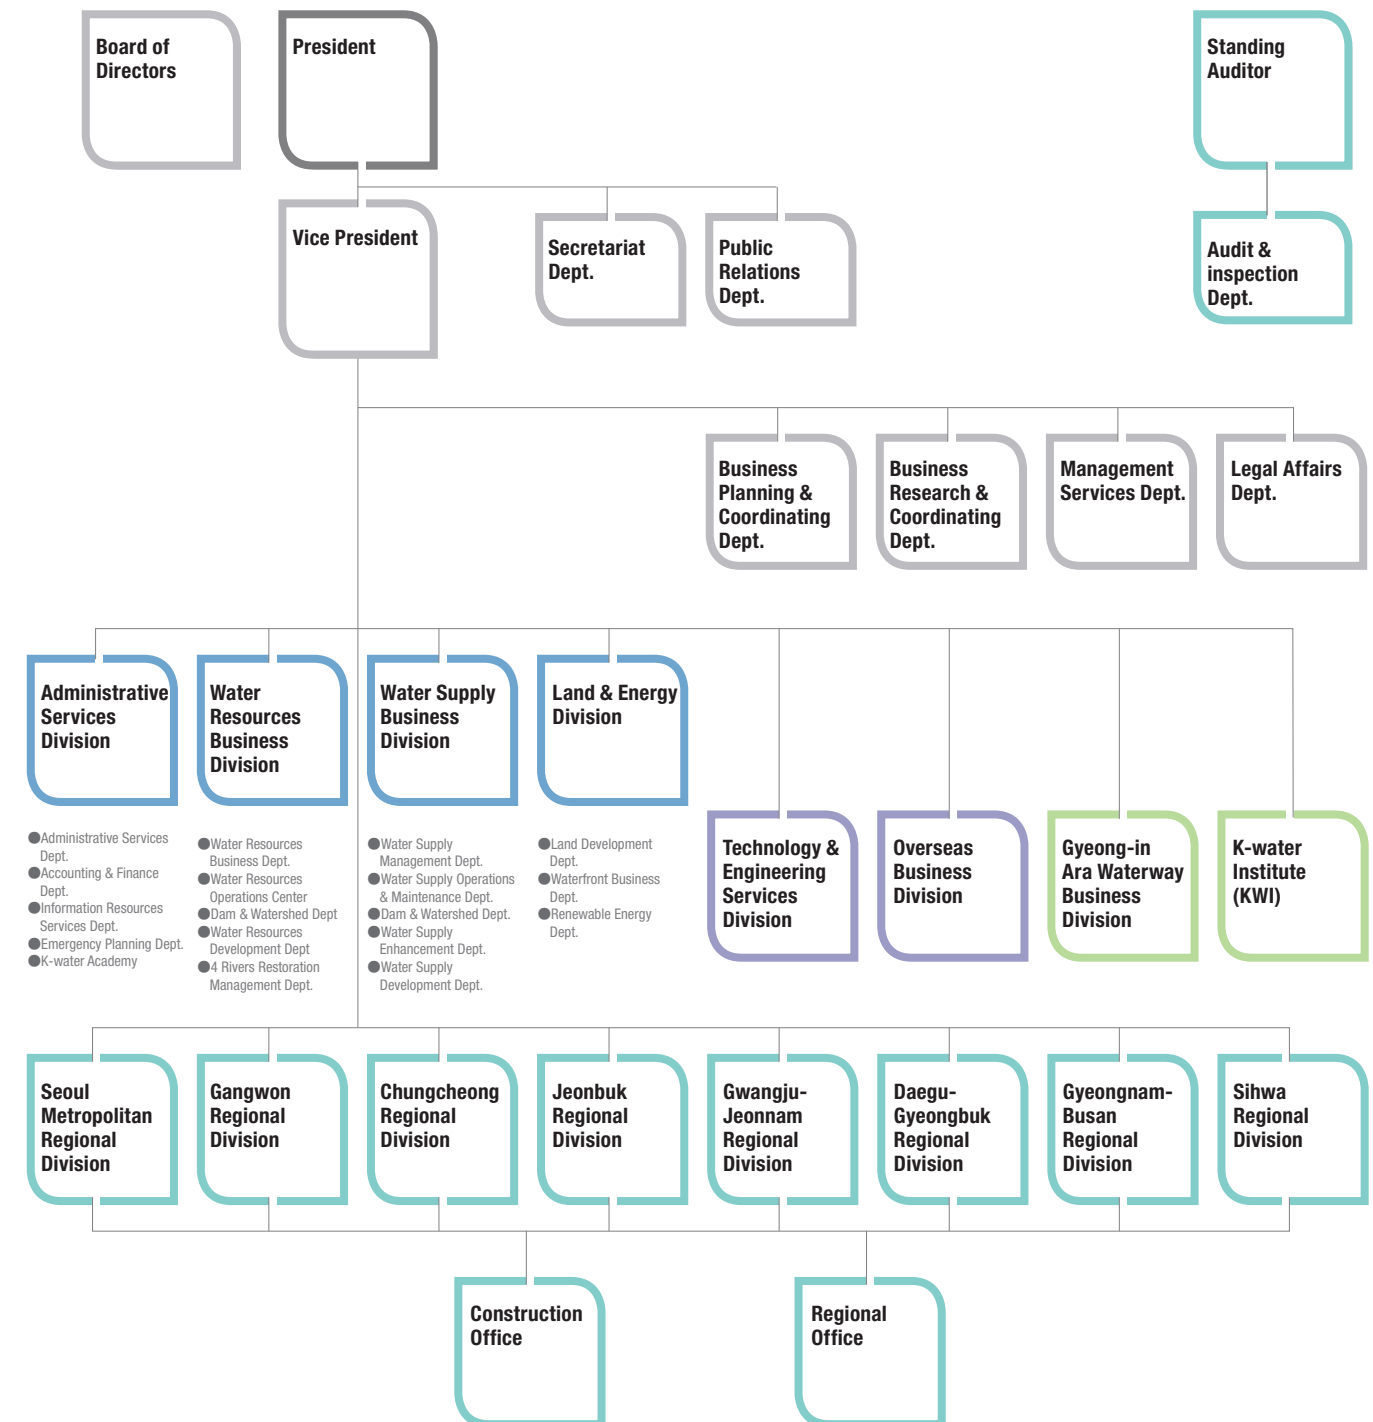 Board of
Directors
President
Standing
Auditor
Vice President
Secretariat
Dept.
Public
Relations
Dept.
Audit &
inspection
Dept.
Business
Planning &
Coordinating
Dept.
Business
Research &
Coordinating
Dept.
Management
Services Dept.
Legal Affairs
Dept.
Administrative
Services
Division
Water
Resources
Business
Division
Water Supply
Business
Division
Land & Energy
Division
●Administrative Services
Dept.
●Accounting & Finance
Dept.
●Information Resources
Services Dept.
●Emergency Planning Dept.
●K-water Academy
●Water Resources
Business Dept.
●Water Resources
Operations Center
●Dam & Watershed Dept
●Water Resources
Development Dept
●4 Rivers Restoration
Management Dept.
●Water Supply
Management Dept.
●Water Supply Operations
& Maintenance Dept.
●Dam & Watershed Dept.
●Water Supply
Enhancement Dept.
●Water Supply
Development Dept.
●Land Development
Dept.
●Waterfront Business
Dept.
●Renewable Energy
Dept.
Technology &
Engineering
Services
Division
Overseas
Business
Division
Gyeong-in
Ara Waterway
Business
Division
K-water
Institute
(KWI)
Seoul
Metropolitan
Regional
Division
Gangwon
Regional
Division
Chungcheong
Regional
Division
Jeonbuk
Regional
Division
Gwangju-
Jeonnam
Regional
Division
Daegu-
Gyeongbuk
Regional
Division
Gyeongnam-
Busan
Regional
Division
Sihwa
Regional
Division
Construction
Office
Regional
Office